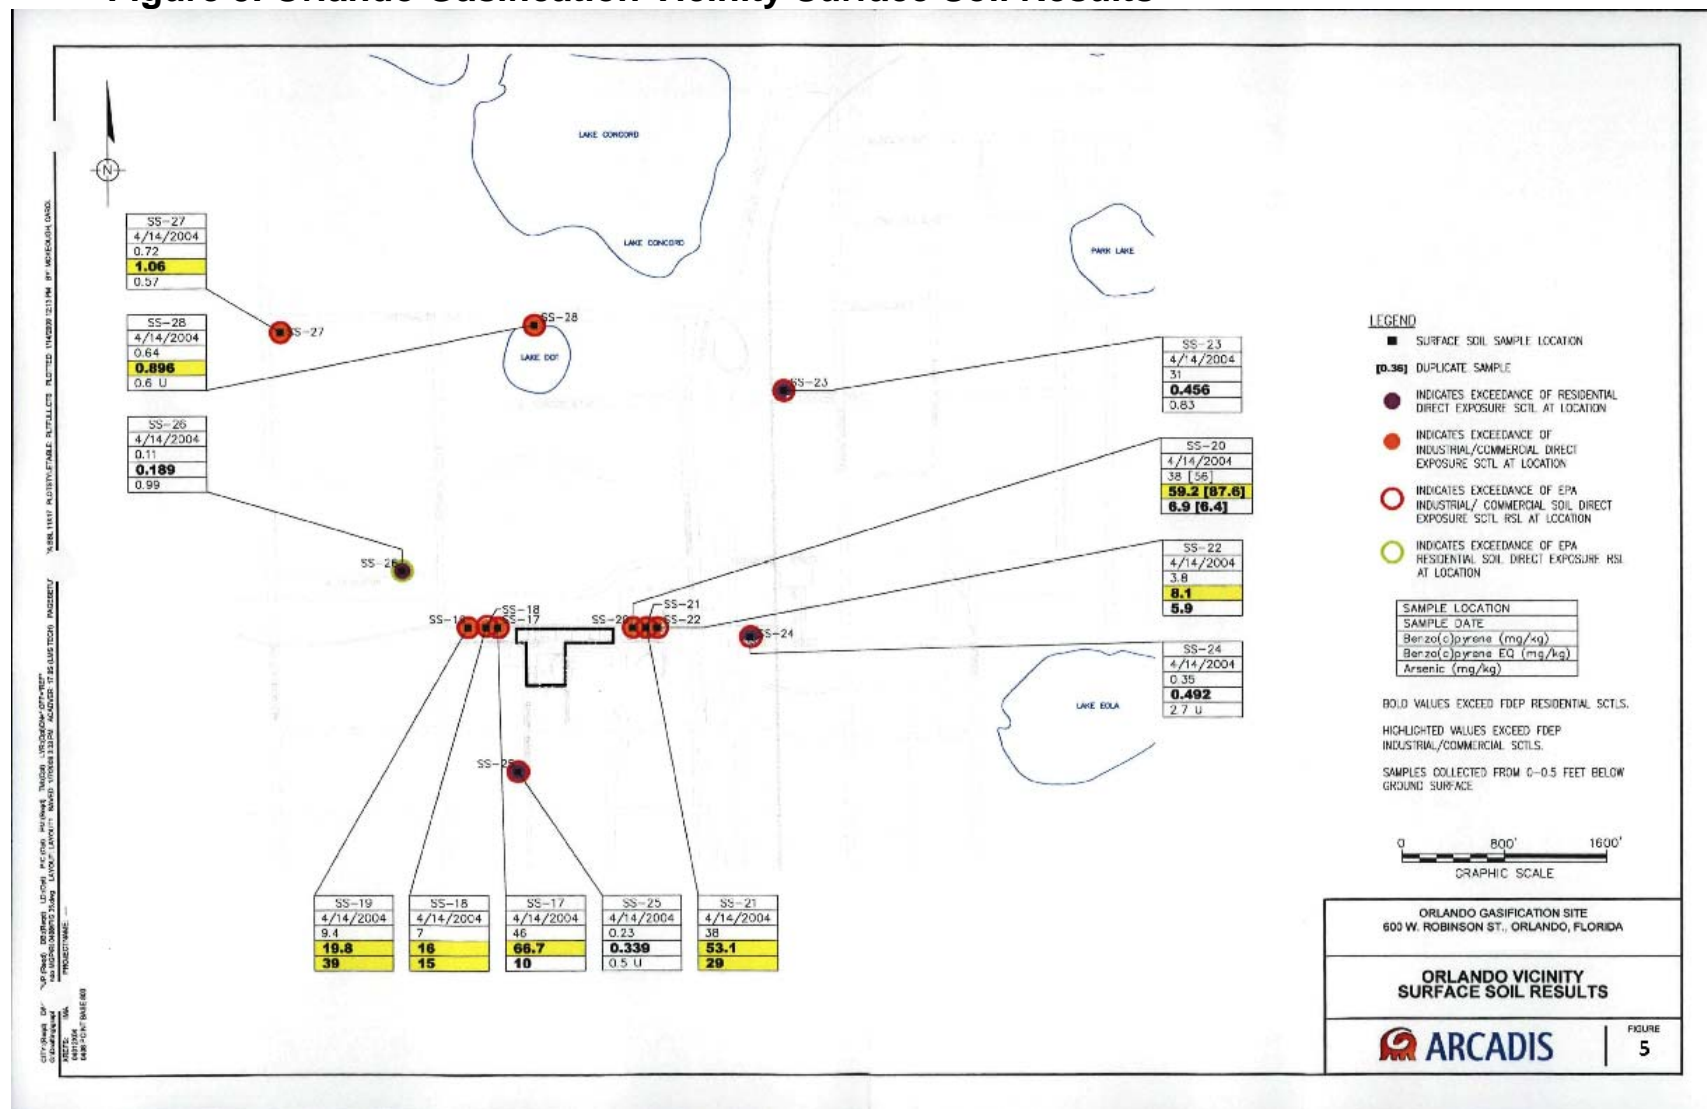 LAKE CONCORD
LAKE CONCORD
PARK LAKE
LAKE DOT
LAKE EOLA
N
SS-27
4/14/2004
0.72
1.06
0.57
SS-27
SS-28
4/14/2004
0.64
0.896
0.6 U
SS-28
SS-26
4/14/2004
0.11
0.189
0.99
SS-23
SS-23
4/14/2004
31
0.456
0.83
SS-20
4/14/2004
38 [56]
59.2 [87.6]
6.9 [6.4]
SS-22
4/14/2004
3.8
8.1
5.9
SS-18
SS-17
SS-21
SS-22
SS-24
SS-24
4/14/2004
0.35
0.492
2.7 U
SS-19
4/14/2004
9.4
19.8
39
SS-18
4/14/2004
7
16
15
SS-17
4/14/2004
46
66.7
10
SS-25
4/14/2004
0.23
0.339
0.5 U
SS-21
4/14/2004
38
53.1
29
LEGEND
SURFACE SOIL SAMPLE LOCATION
[0.36] DUPLICATE SAMPLE
INDICATES EXCEEDANCE OF RESIDENTIAL
DIRECT EXPOSURE SCTL AT LOCATION
INDICATES EXCEEDANCE OF
INDUSTRIAL/COMMERCIAL DIRECT
EXPOSURE SCTL AT LOCATION
INDICATES EXCEEDANCE OF EPA
INDUSTRIAL/ COMMERCIAL SOIL DIRECT
EXPOSURE SCTL RSL AT LOCATION
INDICATES EXCEEDANCE OF EPA
RESIDENTIAL SOIL DIRECT EXPOSURE RSL
AT LOCATION
SAMPLE LOCATION
SAMPLE DATE
Benzo(a)pyrene (mg/kg)
Benzo(a)pyrene EQ (mg/kg)
Arsenic (mg/kg)
BOLD VALUES EXCEED FDEP RESIDENTIAL SCTLS.
HIGHLIGHTED VALUES EXCEED FDEP
INDUSTRIAL/COMMERCIAL SCTLS.
SAMPLES COLLECTED FROM 0-0.5 FEET BELOW
GROUND SURFACE
0 800' 1600'
GRAPHIC SCALE
ORLANDO GASIFICATION SITE
600 W. ROBINSON ST., ORLANDO, FLORIDA
ORLANDO VICINITY
SURFACE SOIL RESULTS
ARCADIS
FIGURE
5